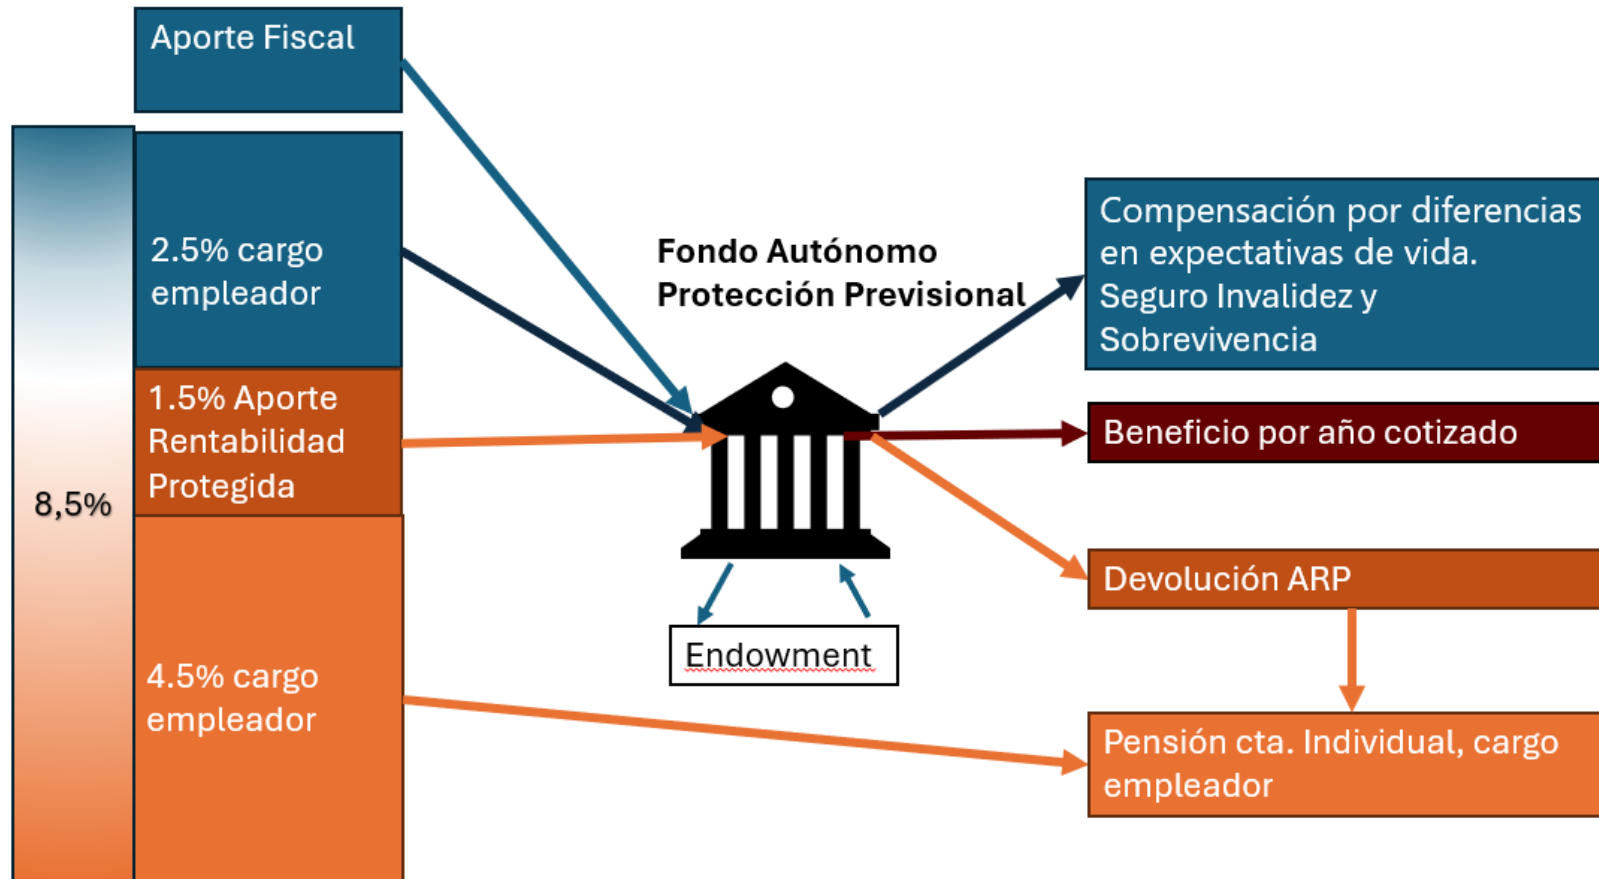 Aporte Fiscal
2.5% cargo
empleador
1.5% Aporte
Rentabilidad
Protegida
8,5%
4.5% cargo
empleador
Fondo Autónomo
Protección Previsional
Endowment
Compensación por diferencias
en expectativas de vida.
Seguro Invalidez y
Sobrevivencia
Beneficio por año cotizado
Devolución ARP
Pensión cta. Individual, cargo
empleador